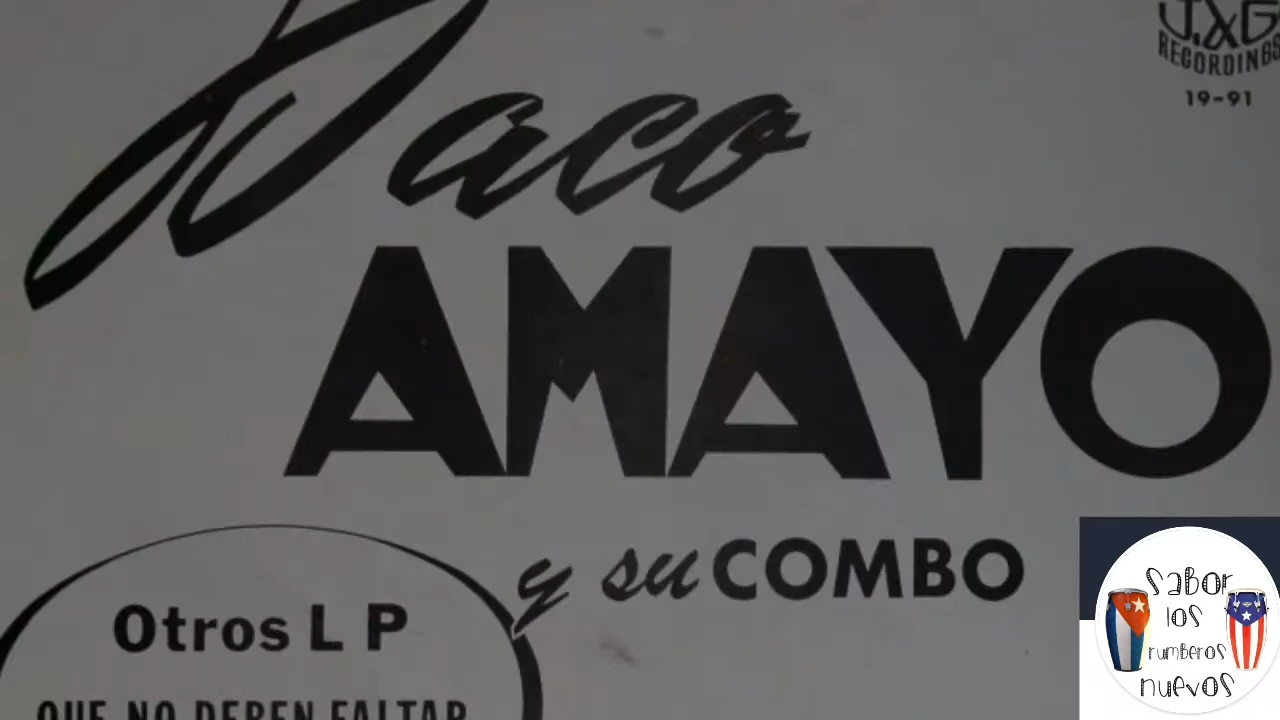 Paco
AMAYO
y su COMBO
J.&G
RECORDINGS
19-91
Otros L P
QUE NO DEBEN FALTAR
sabor
los
rumberos
nuevos